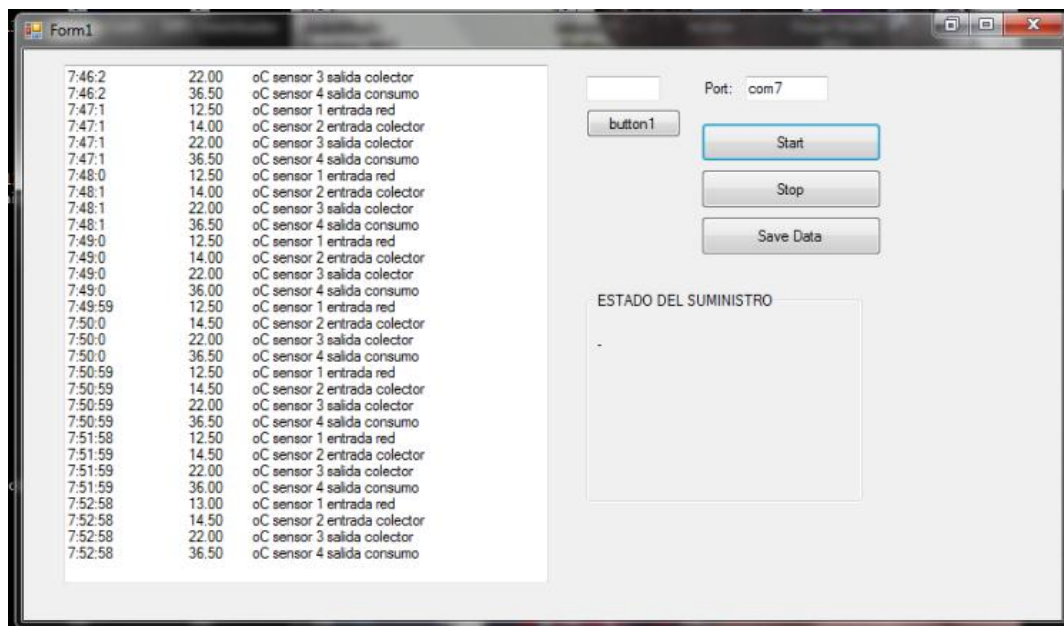 Form1
7:46:2 22.00 oC sensor 3 salida colector
7:46:2 36.50 oC sensor 4 salida consumo
7:47:1 12.50 oC sensor 1 entrada red
7:47:1 14.00 oC sensor 2 entrada colector
7:47:1 22.00 oC sensor 3 salida colector
7:47:1 36.50 oC sensor 4 salida consumo
7:48:0 12.50 oC sensor 1 entrada red
7:48:1 14.00 oC sensor 2 entrada colector
7:48:1 22.00 oC sensor 3 salida colector
7:48:1 36.50 oC sensor 4 salida consumo
7:49:0 12.50 oC sensor 1 entrada red
7:49:0 14.00 oC sensor 2 entrada colector
7:49:0 22.00 oC sensor 3 salida colector
7:49:0 36.00 oC sensor 4 salida consumo
7:49:59 12.50 oC sensor 1 entrada red
7:50:0 14.50 oC sensor 2 entrada colector
7:50:0 22.00 oC sensor 3 salida colector
7:50:0 36.50 oC sensor 4 salida consumo
7:50:59 12.50 oC sensor 1 entrada red
7:50:59 14.50 oC sensor 2 entrada colector
7:50:59 22.00 oC sensor 3 salida colector
7:50:59 36.50 oC sensor 4 salida consumo
7:51:58 12.50 oC sensor 1 entrada red
7:51:59 14.50 oC sensor 2 entrada colector
7:51:59 22.00 oC sensor 3 salida colector
7:51:59 36.00 oC sensor 4 salida consumo
7:52:58 13.00 oC sensor 1 entrada red
7:52:58 14.50 oC sensor 2 entrada colector
7:52:58 22.00 oC sensor 3 salida colector
7:52:58 36.50 oC sensor 4 salida consumo
Port: com7
button1
Start
Stop
Save Data
ESTADO DEL SUMINISTRO
-